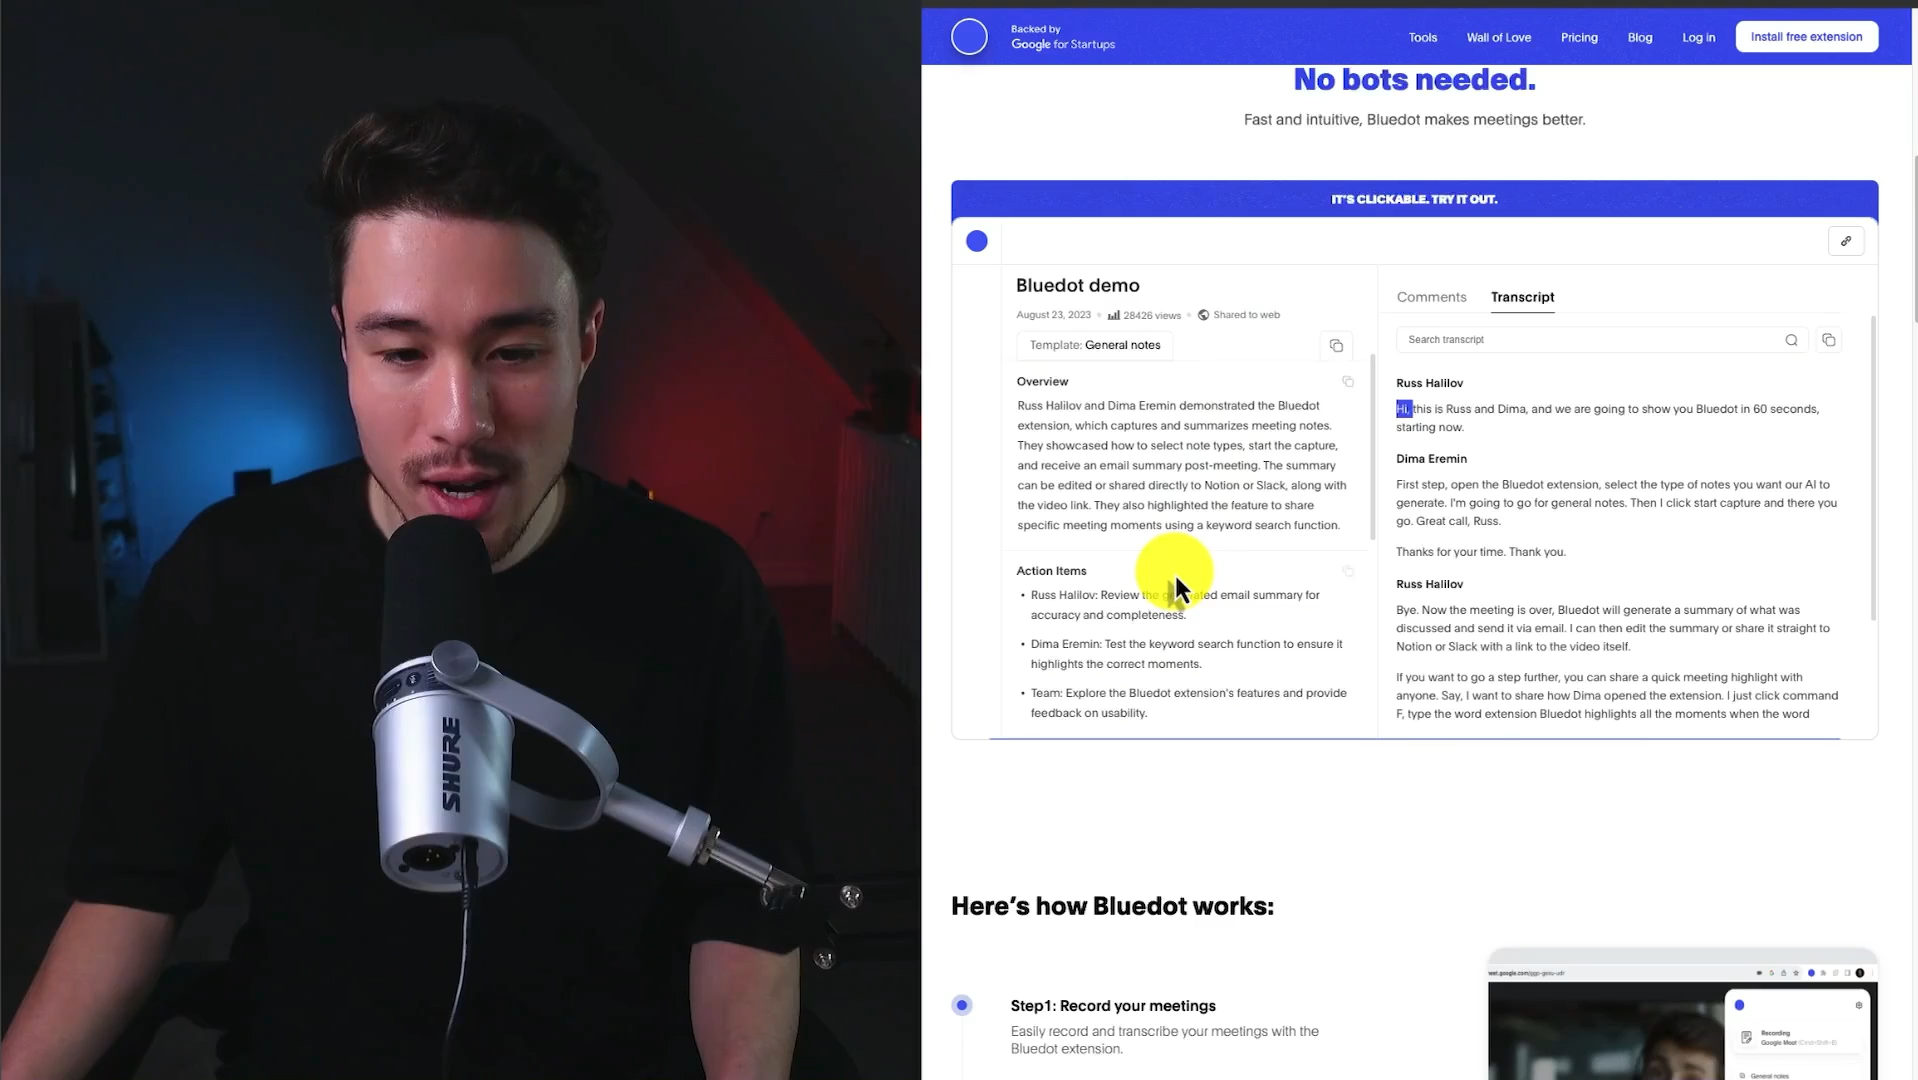 Backed by
Google for Startups
Tools
Wall of Love
Pricing
Blog
Log in
Install free extension
No bots needed.
Fast and intuitive, Bluedot makes meetings better.
IT'S CLICKABLE. TRY IT OUT.
Bluedot demo
August 23, 2023 • 28426 views • Shared to web
Template: General notes
Overview
Russ Halilov and Dima Eremin demonstrated the Bluedot
extension, which captures and summarizes meeting notes.
They showcased how to select note types, start the capture,
and receive an email summary post-meeting. The summary
can be edited or shared directly to Notion or Slack, along with
the video link. They also highlighted the feature to share
specific meeting moments using a keyword search function.
Action Items
• Russ Halilov: Review the generated email summary for
accuracy and completeness.
• Dima Eremin: Test the keyword search function to ensure it
highlights the correct moments.
• Team: Explore the Bluedot extension's features and provide
feedback on usability.
Comments
Transcript
Search transcript
Russ Halilov
Hi, this is Russ and Dima, and we are going to show you Bluedot in 60 seconds,
starting now.
Dima Eremin
First step, open the Bluedot extension, select the type of notes you want our AI to
generate. I'm going to go for general notes. Then I click start capture and there you
go. Great call, Russ.
Thanks for your time. Thank you.
Russ Halilov
Bye. Now the meeting is over, Bluedot will generate a summary of what was
discussed and send it via email. I can then edit the summary or share it straight to
Notion or Slack with a link to the video itself.
If you want to go a step further, you can share a quick meeting highlight with
anyone. Say, I want to share how Dima opened the extension. I just click command
F, type the word extension Bluedot highlights all the moments when the word
Here's how Bluedot works:
Step1: Record your meetings
Easily record and transcribe your meetings with the
Bluedot extension.
Recording
Google Meet
General notes
SHURE